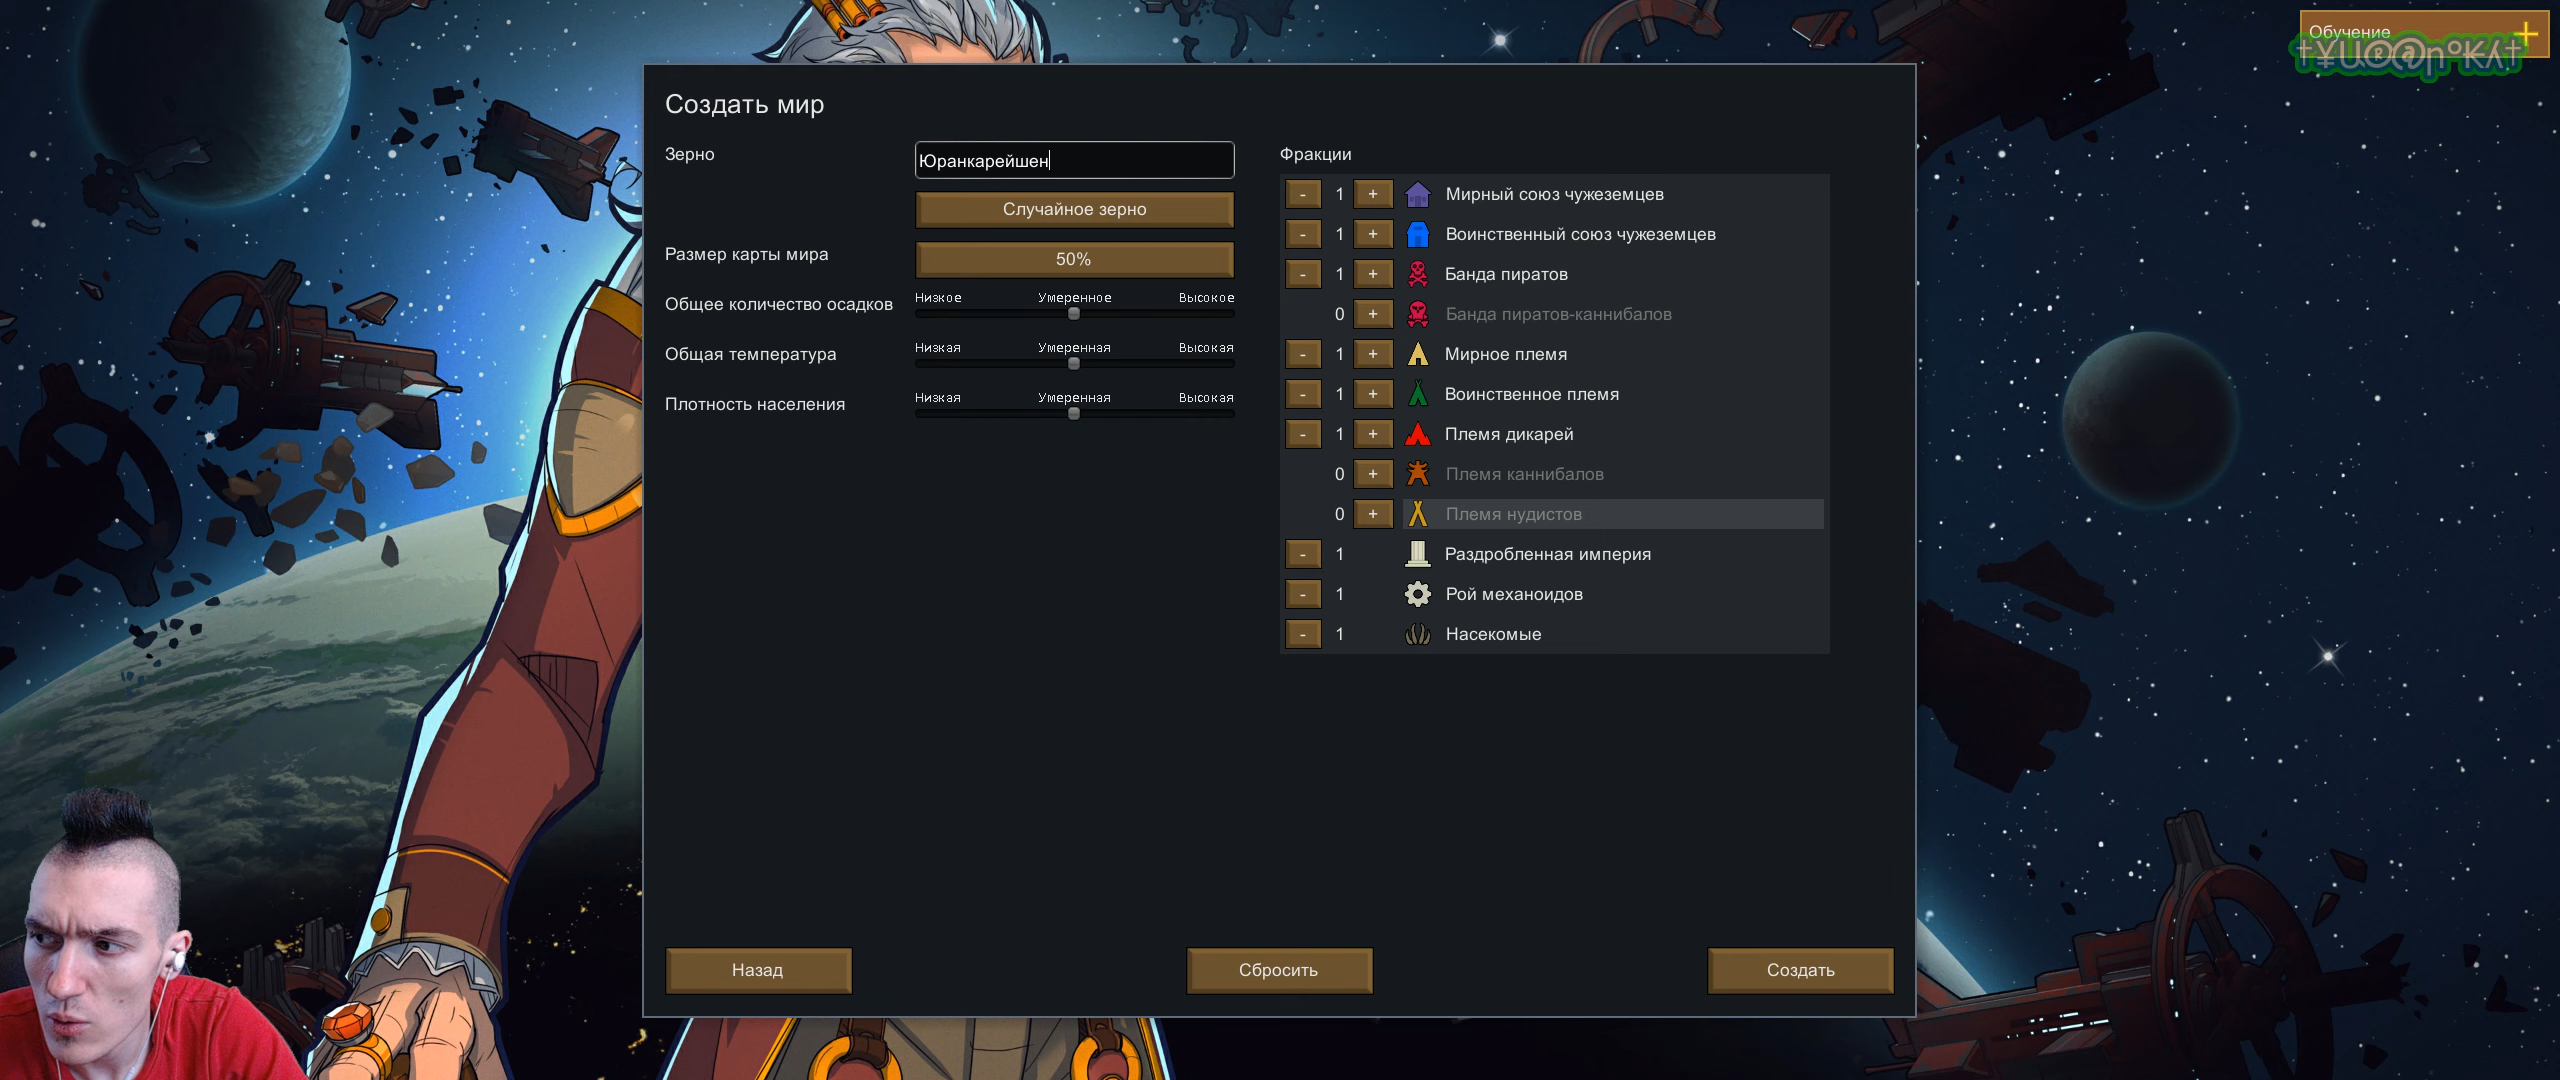 Обучение
Создать мир
Зерно
Юранкарейшен
Случайное зерно
Размер карты мира
50%
Общее количество осадков
Низкое Умеренное Высокое
Общая температура
Низкая Умеренная Высокая
Плотность населения
Низкая Умеренная Высокая
Фракции
- 1 + Мирный союз чужеземцев
- 1 + Воинственный союз чужеземцев
- 1 + Банда пиратов
0 + Банда пиратов-каннибалов
- 1 + Мирное племя
- 1 + Воинственное племя
- 1 + Племя дикарей
0 + Племя каннибалов
0 + Племя нудистов
- 1 Раздробленная империя
- 1 Рой механоидов
- 1 Насекомые
Назад
Сбросить
Создать